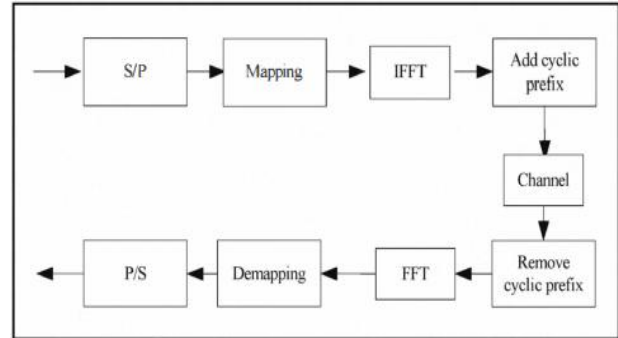 S/P
Mapping
IFFT
Add cyclic
prefix
Channel
Remove
cyclic prefix
FFT
Demapping
P/S